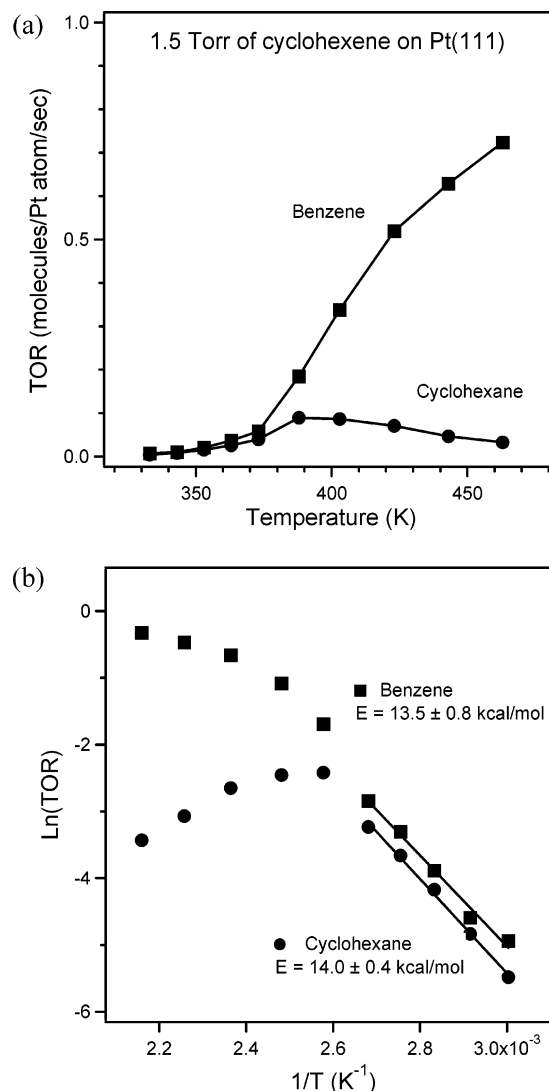 (a)
1.5 Torr of cyclohexene on Pt(111)
TOR (molecules/Pt atom/sec)
1.0
0.5
0.0
Benzene
Cyclohexane
350
400
450
Temperature (K)
(b)
Ln(TOR)
0
-2
-4
-6
Benzene
E = 13.5 ± 0.8 kcal/mol
Cyclohexane
E = 14.0 ± 0.4 kcal/mol
2.2
2.4
2.6
2.8
3.0x10⁻³
1/T (K⁻¹)